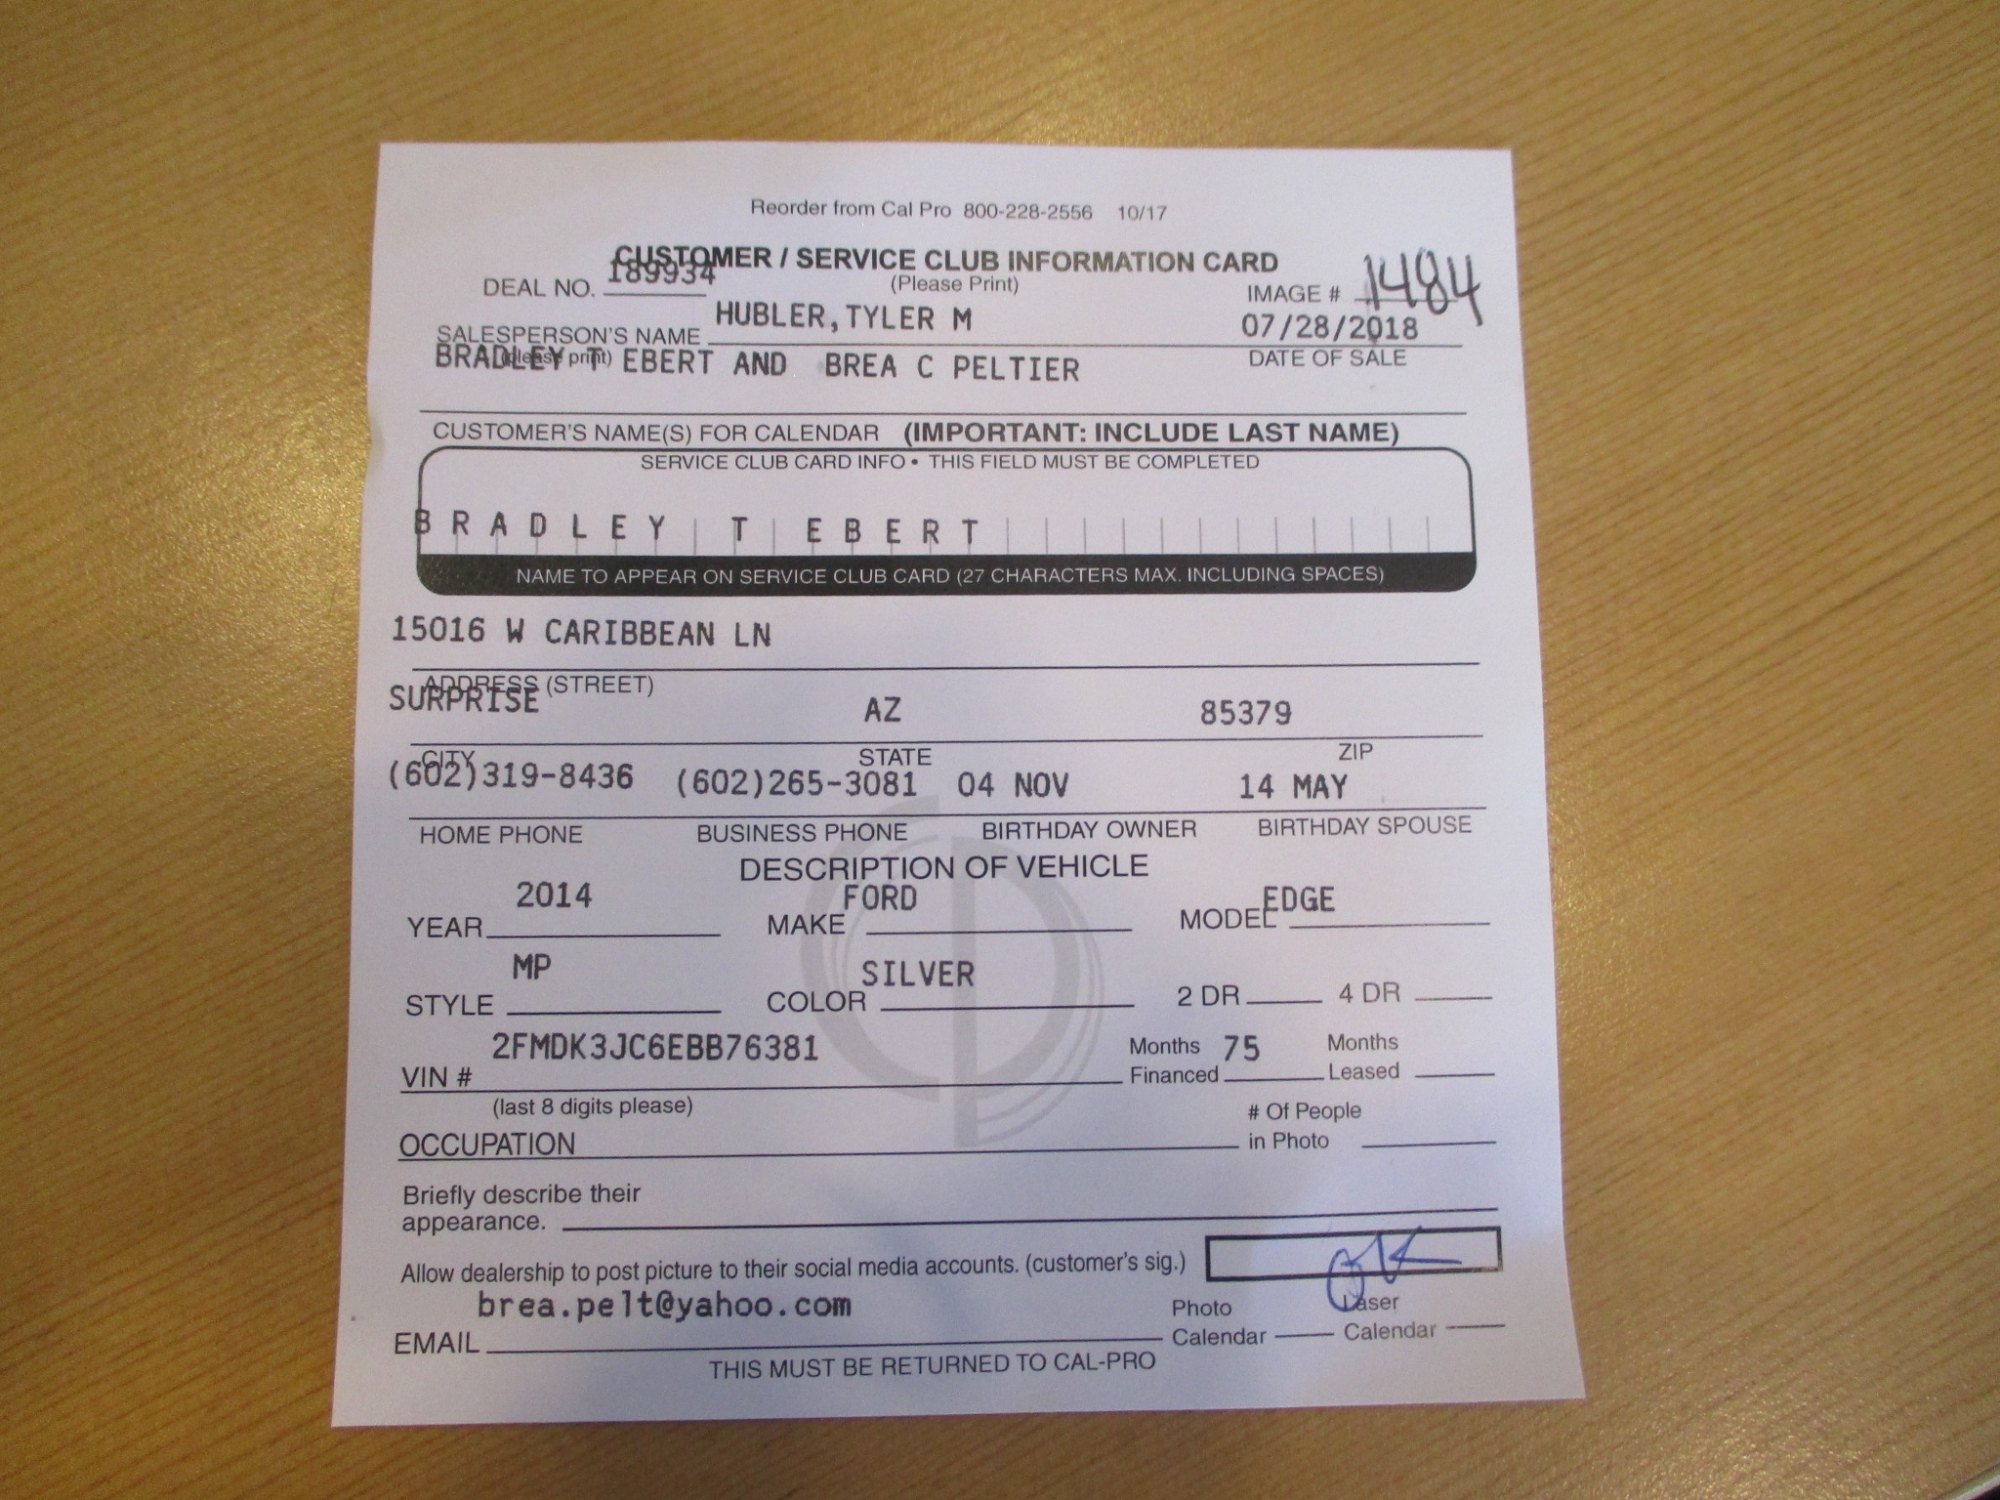 Reorder from Cal Pro 800-228-2556 10/17
CUSTOMER / SERVICE CLUB INFORMATION CARD
(Please Print)
DEAL NO. 189934
IMAGE # 1484
SALESPERSON'S NAME HUBLER,TYLER M 07/28/2018
(please print) DATE OF SALE
BRADLEY T EBERT AND BREA C PELTIER
CUSTOMER'S NAME(S) FOR CALENDAR (IMPORTANT: INCLUDE LAST NAME)
SERVICE CLUB CARD INFO • THIS FIELD MUST BE COMPLETED
BRADLEY T EBERT
NAME TO APPEAR ON SERVICE CLUB CARD (27 CHARACTERS MAX. INCLUDING SPACES)
15016 W CARIBBEAN LN
ADDRESS (STREET)
SURPRISE AZ 85379
CITY STATE ZIP
(602)319-8436 (602)265-3081 04 NOV 14 MAY
HOME PHONE BUSINESS PHONE BIRTHDAY OWNER BIRTHDAY SPOUSE
DESCRIPTION OF VEHICLE
YEAR 2014 MAKE FORD MODEL EDGE
STYLE MP COLOR SILVER 2 DR 4 DR
VIN # 2FMDK3JC6EBB76381 Months Financed 75 Months Leased
(last 8 digits please)
OCCUPATION # Of People in Photo
Briefly describe their
appearance.
Allow dealership to post picture to their social media accounts. (customer's sig.) OK
EMAIL brea.pelt@yahoo.com Photo Calendar Laser Calendar
THIS MUST BE RETURNED TO CAL-PRO